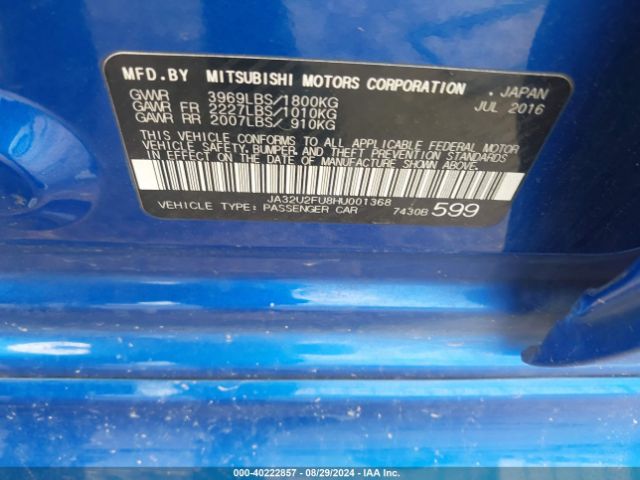 MFD.BY MITSUBISHI MOTORS CORPORATION . JAPAN
GVWR 3969LBS/1800KG JUL 2016
GAWR FR 2227LBS/1010KG
GAWR RR 2007LBS/ 910KG
THIS VEHICLE CONFORMS TO ALL APPLICABLE FEDERAL MOTOR
VEHICLE SAFETY,BUMPER, AND THEFT PREVENTION STANDARDS
IN EFFECT ON THE DATE OF MANUFACTURE SHOWN ABOVE.
JA32U2FU8HU001368
VEHICLE TYPE: PASSENGER CAR 7430B 599
000-40222857 - 08/29/2024 - IAA Inc.